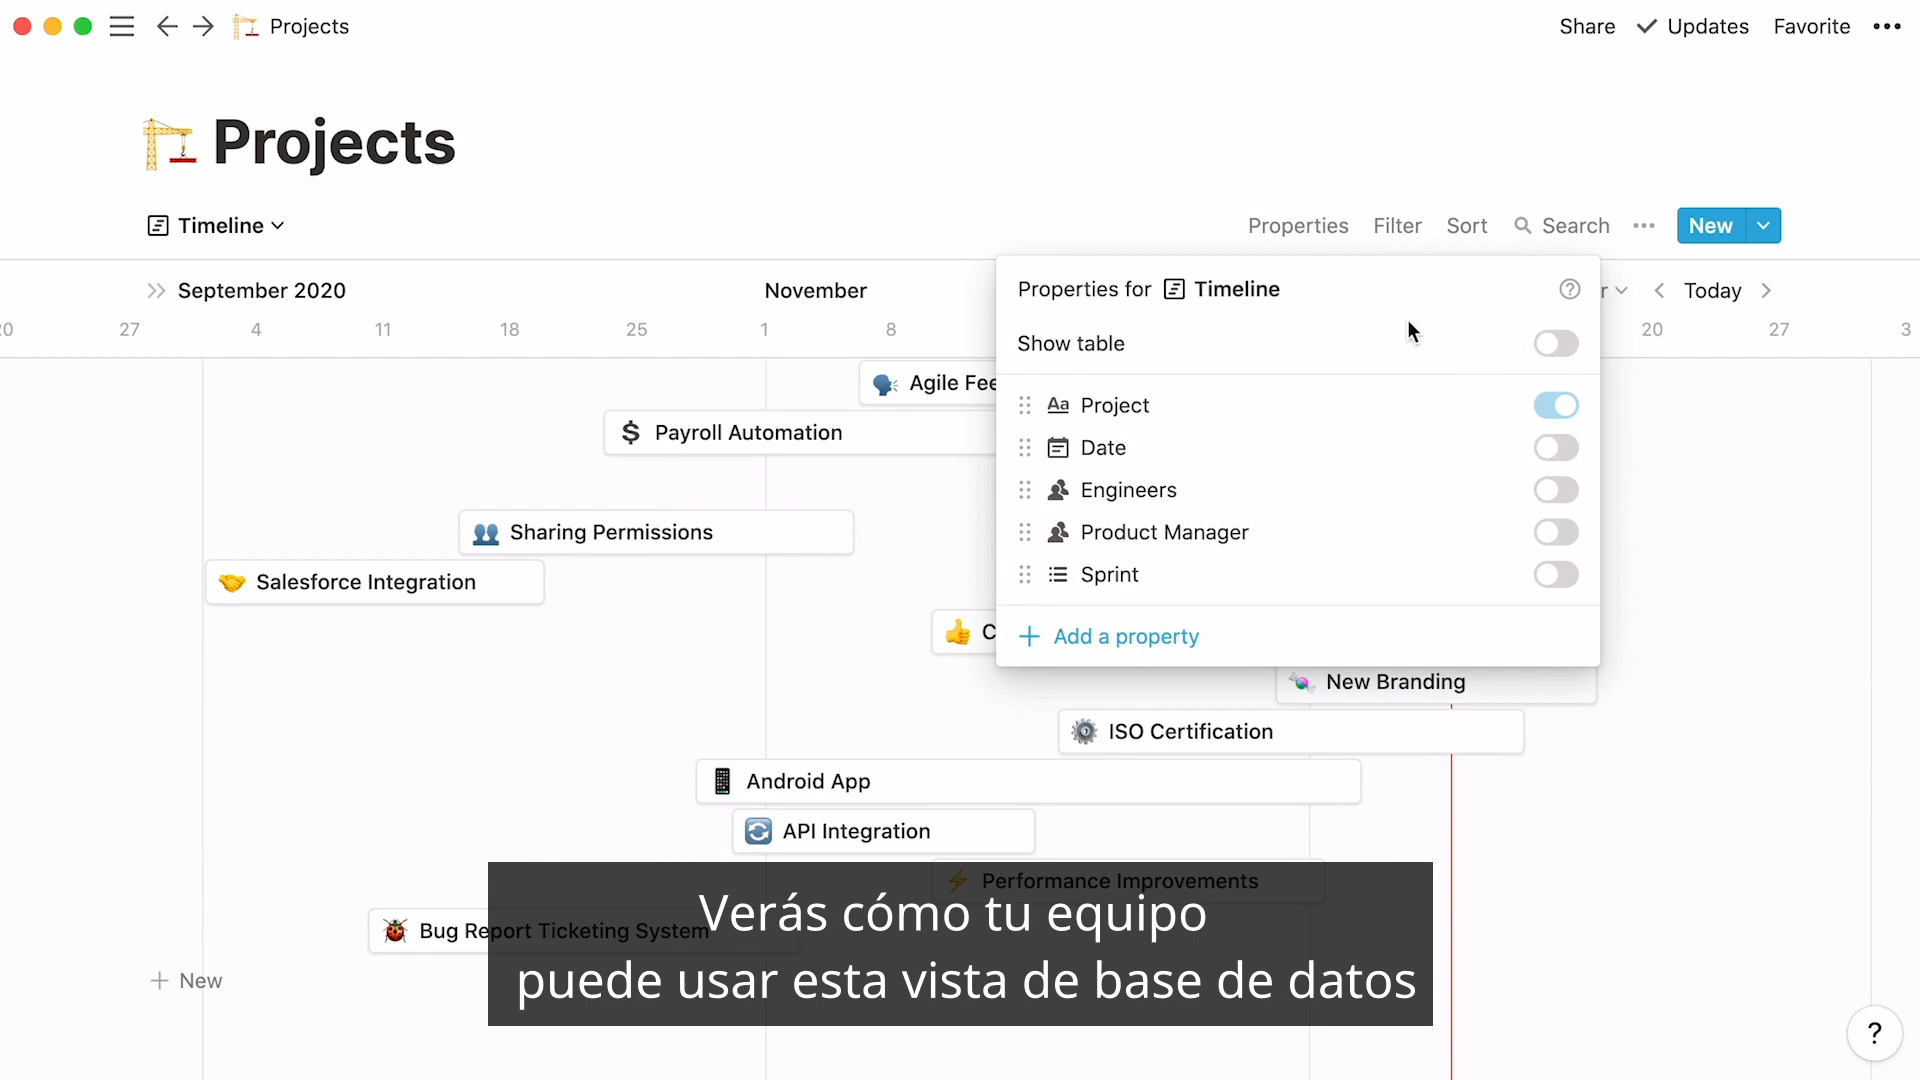 Projects
Share
Updates
Favorite
Projects
Timeline
Properties
Filter
Sort
Search
New
September 2020
November
Today
27
4
11
18
25
1
8
20
27
3
Properties for Timeline
Show table
Aa Project
Date
Engineers
Product Manager
Sprint
Add a property
Agile Fee
Payroll Automation
Sharing Permissions
Salesforce Integration
C
New Branding
ISO Certification
Android App
API Integration
Performance Improvements
Bug Report Ticketing System
New
Verás cómo tu equipo
puede usar esta vista de base de datos
?